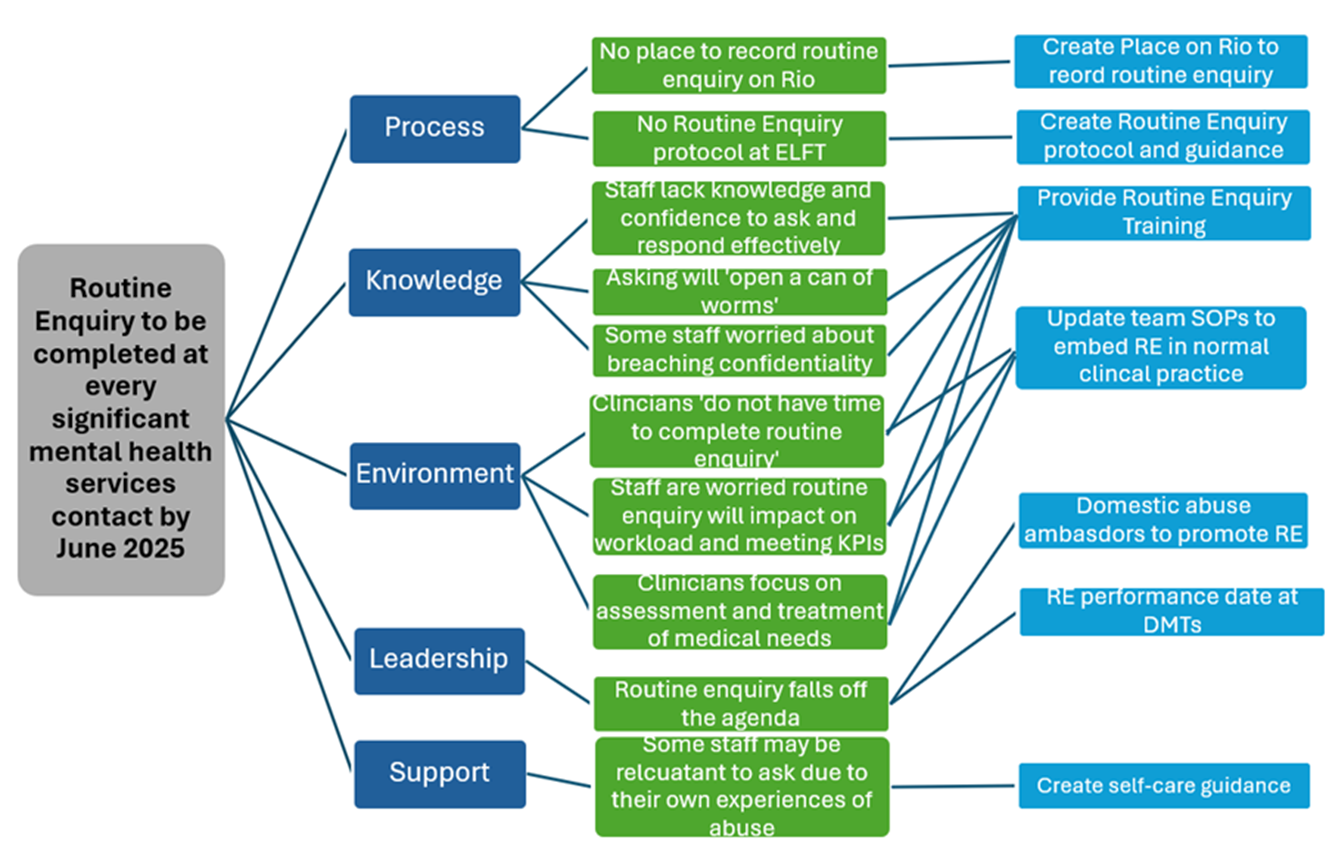 Routine
Enquiry to be
completed at
every
significant
mental health
services
contact by
June 2025
Process
Knowledge
Environment
Leadership
Support
No place to record routine
enquiry on Rio
No Routine Enquiry
protocol at ELFT
Staff lack knowledge and
confidence to ask and
respond effectively
Asking will 'open a can of
worms'
Some staff worried about
breaching confidentiality
Clincians 'do not have time
to complete routine
enquiry'
Staff are worried routine
enquiry will impact on
workload and meeting KPIs
Clinicians focus on
assessment and treatment
of medical needs
Routine enquiry falls off
the agenda
Some staff may be
relcuatant to ask due to
their own experiences of
abuse
Create Place on Rio to
reord routine enquiry
Create Routine Enquiry
protocol and guidance
Provide Routine Enquiry
Training
Update team SOPs to
embed RE in normal
clincal practice
Domestic abuse
ambasdors to promote RE
RE performance date at
DMTs
Create self-care guidance